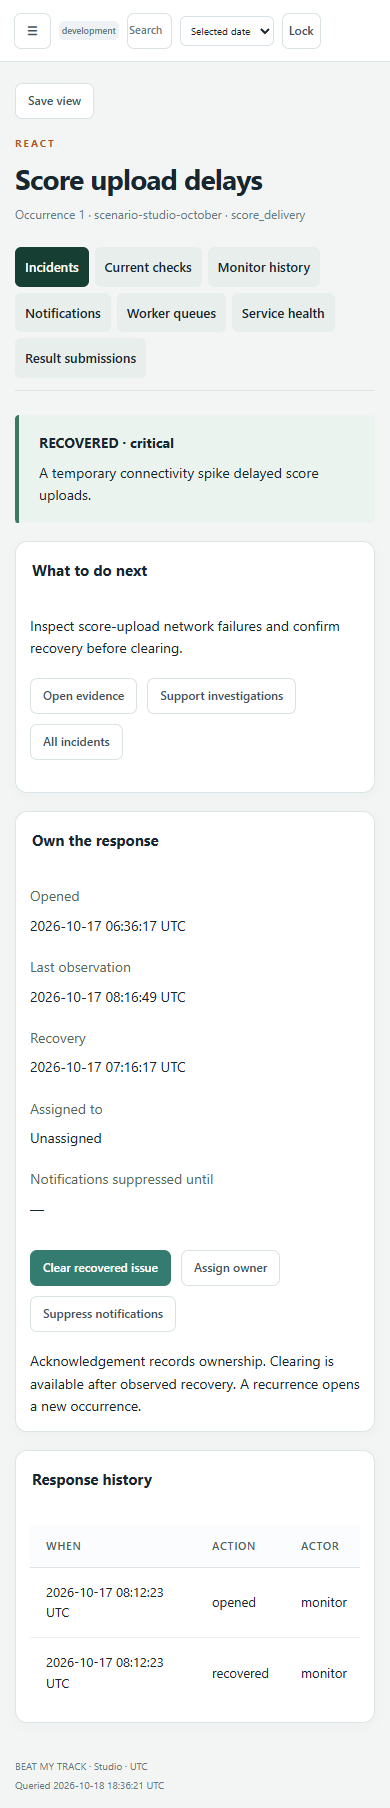 ☰ development Search Selected date Lock
Save view
REACT
Score upload delays
Occurrence 1 · scenario-studio-october · score_delivery
Incidents Current checks Monitor history
Notifications Worker queues Service health
Result submissions
RECOVERED · critical
A temporary connectivity spike delayed score
uploads.
What to do next
Inspect score-upload network failures and confirm
recovery before clearing.
Open evidence Support investigations
All incidents
Own the response
Opened
2026-10-17 06:36:17 UTC
Last observation
2026-10-17 08:16:49 UTC
Recovery
2026-10-17 07:16:17 UTC
Assigned to
Unassigned
Notifications suppressed until
—
Clear recovered issue Assign owner
Suppress notifications
Acknowledgement records ownership. Clearing is
available after observed recovery. A recurrence opens
a new occurrence.
Response history
WHEN ACTION ACTOR
2026-10-17 08:12:23
UTC opened monitor
2026-10-17 08:12:23
UTC recovered monitor
BEAT MY TRACK · Studio · UTC
Queried 2026-10-18 18:36:21 UTC